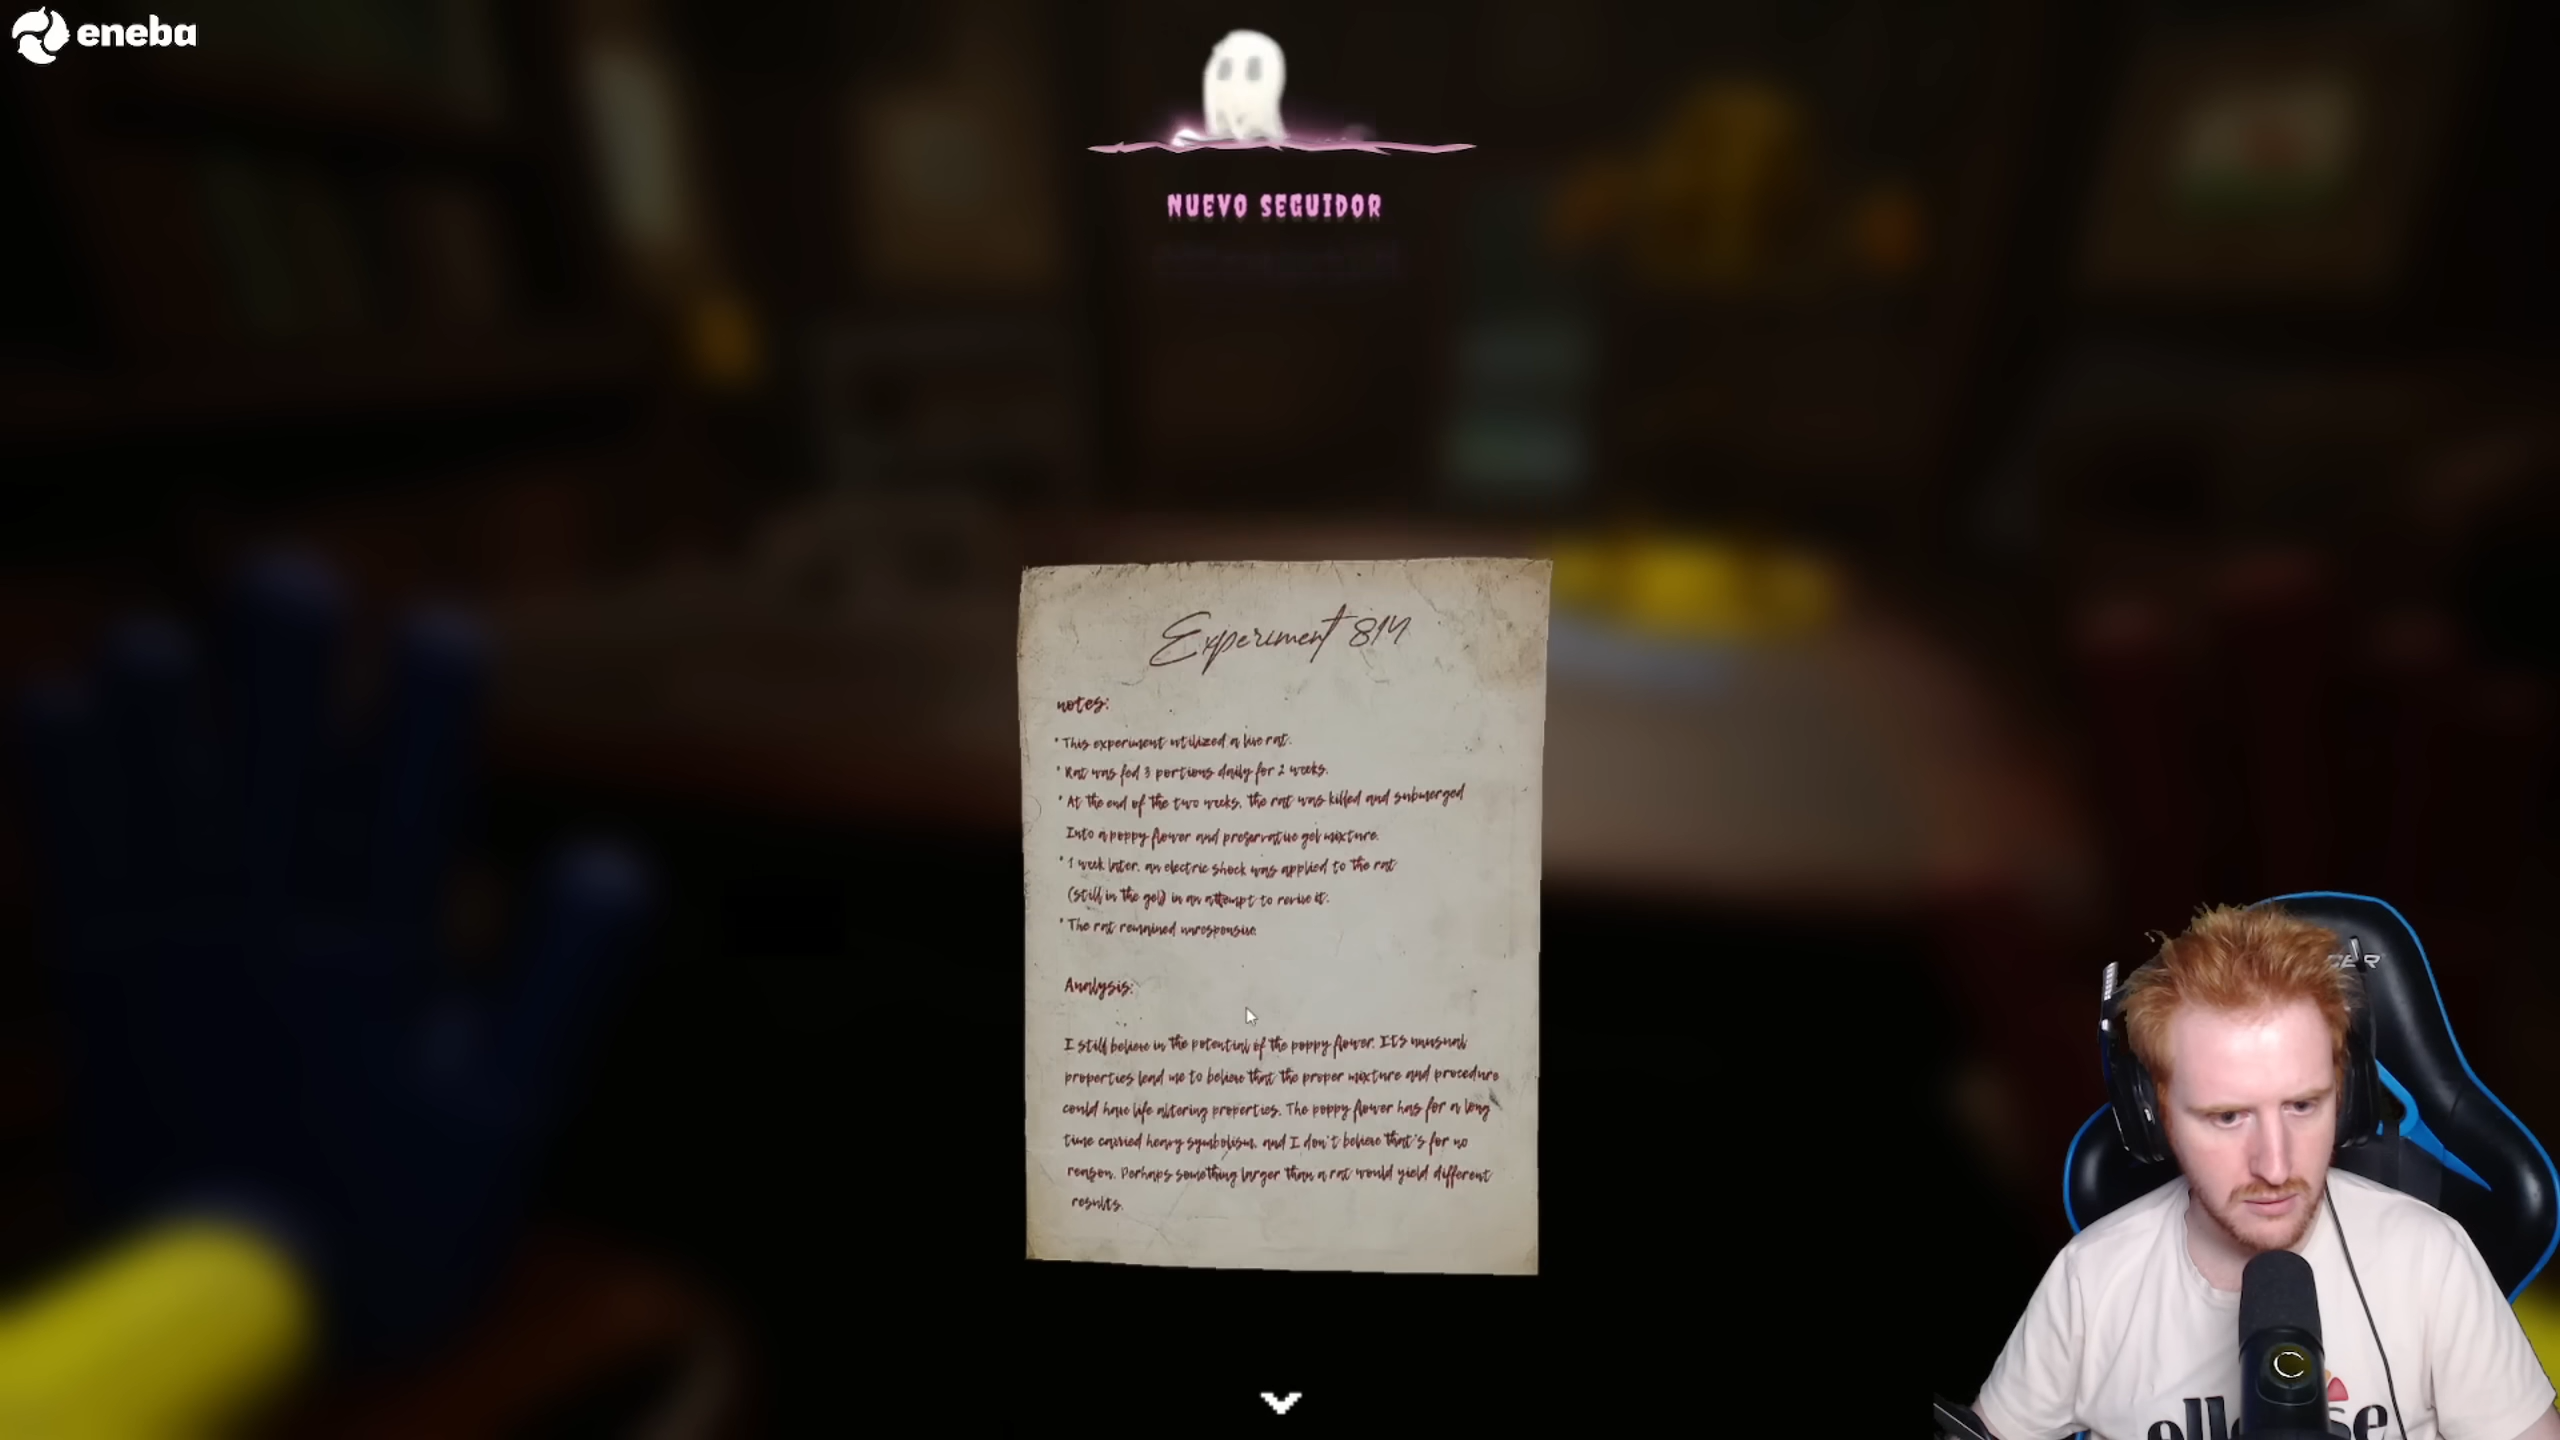 eneba
NUEVO SEGUIDOR
Experiment 814
notes:
* This experiment utilized a live rat.
* Rat was fed 3 portions daily for 2 weeks.
* At the end of the two weeks, the rat was killed and submerged
Into a poppy flower and preservative gel mixture.
* 1 week later, an electric shock was applied to the rat
(still in the gel) in an attempt to revive it.
* The rat remained unresponsive.
Analysis:
I still believe in the potential of the poppy flower. Its unusual
properties lead me to believe that the proper mixture and procedure
could have life altering properties. The poppy flower has for a long
time carried heavy symbolism, and I don't believe that's for no
reason. Perhaps something larger than a rat would yield different
results.